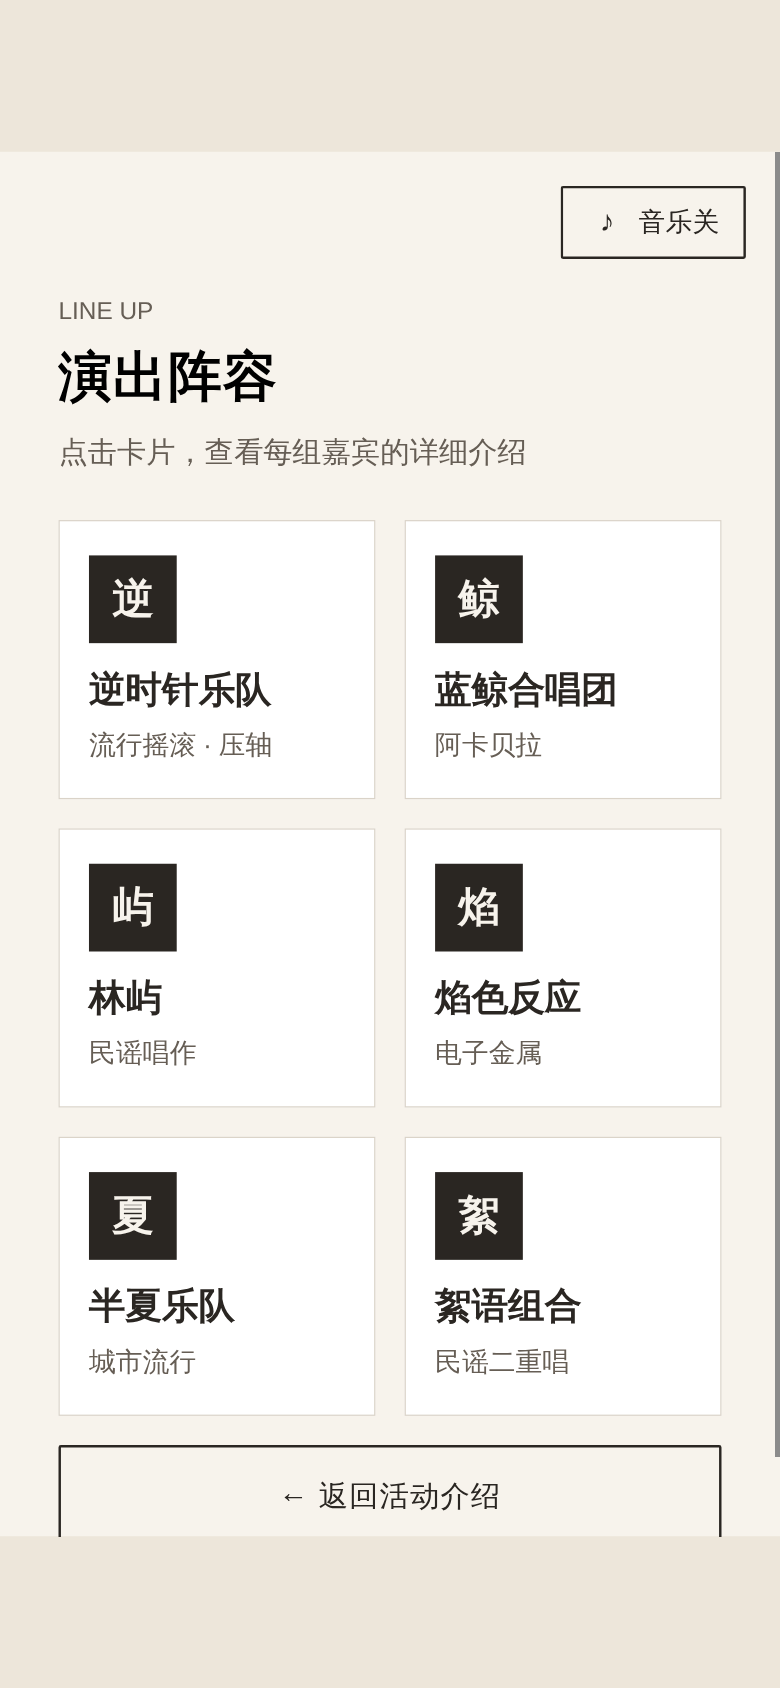 ♪ 音乐关
LINE UP
演出阵容
点击卡片，查看每组嘉宾的详细介绍
逆
逆时针乐队
流行摇滚 · 压轴
鲸
蓝鲸合唱团
阿卡贝拉
屿
林屿
民谣唱作
焰
焰色反应
电子金属
夏
半夏乐队
城市流行
絮
絮语组合
民谣二重唱
← 返回活动介绍